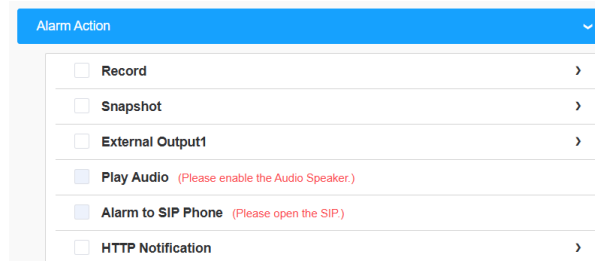 Alarm Action
Record
Snapshot
External Output1
Play Audio (Please enable the Audio Speaker.)
Alarm to SIP Phone (Please open the SIP.)
HTTP Notification